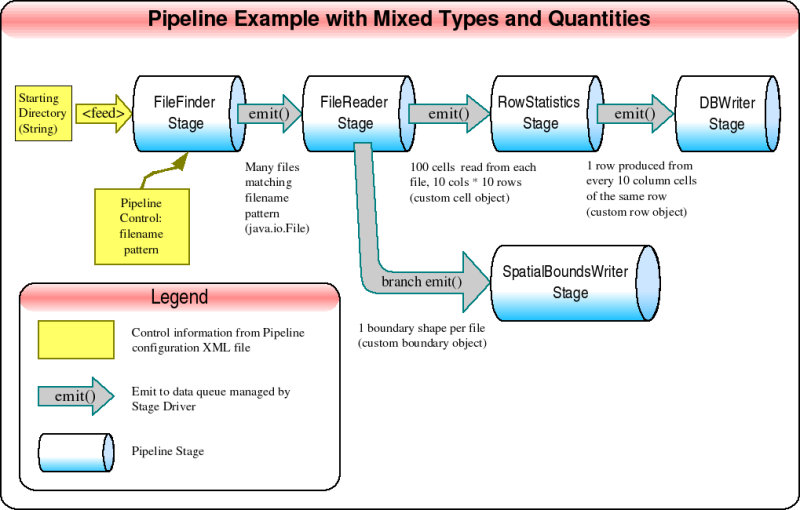 Pipeline Example with Mixed Types and Quantities
Starting
Directory
(String)
<feed>
FileFinder
Stage
emit()
FileReader
Stage
emit()
RowStatistics
Stage
emit()
DBWriter
Stage
Pipeline
Control:
filename
pattern
Many files
matching
filename
pattern
(java.io.File)
100 cells read from each
file, 10 cols * 10 rows
(custom cell object)
1 row produced from
every 10 column cells
of the same row
(custom row object)
branch emit()
SpatialBoundsWriter
Stage
1 boundary shape per file
(custom boundary object)
Legend
Control information from Pipeline
configuration XML file
emit()
Emit to data queue managed by
Stage Driver
Pipeline Stage